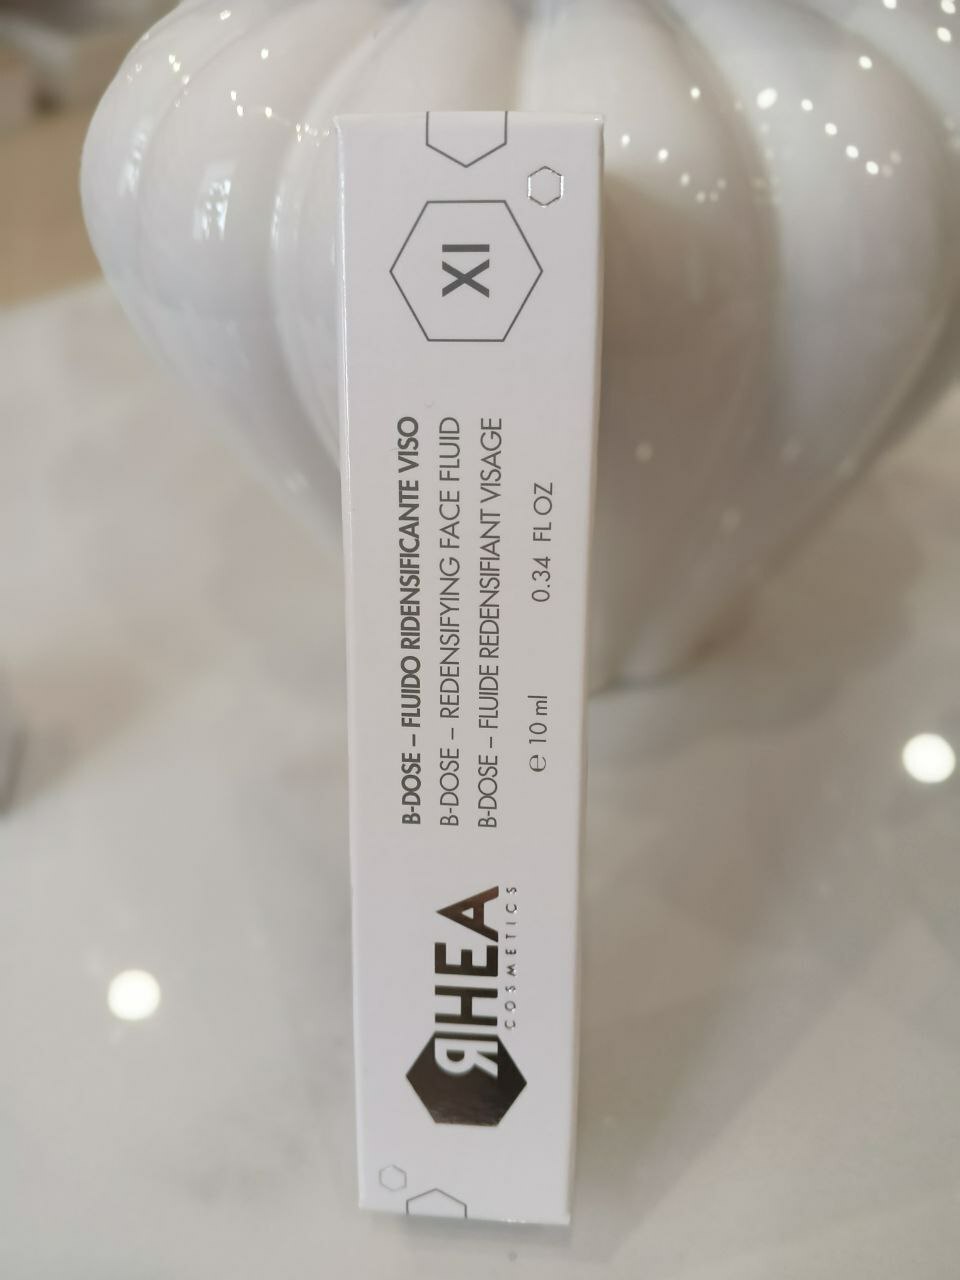 RHEA
COSMETICS
B-DOSE – FLUIDO RIDENSIFICANTE VISO
B-DOSE – REDENSIFYING FACE FLUID
B-DOSE – FLUIDE REDENSIFIANT VISAGE
℮ 10 ml 0.34 FL OZ
XI